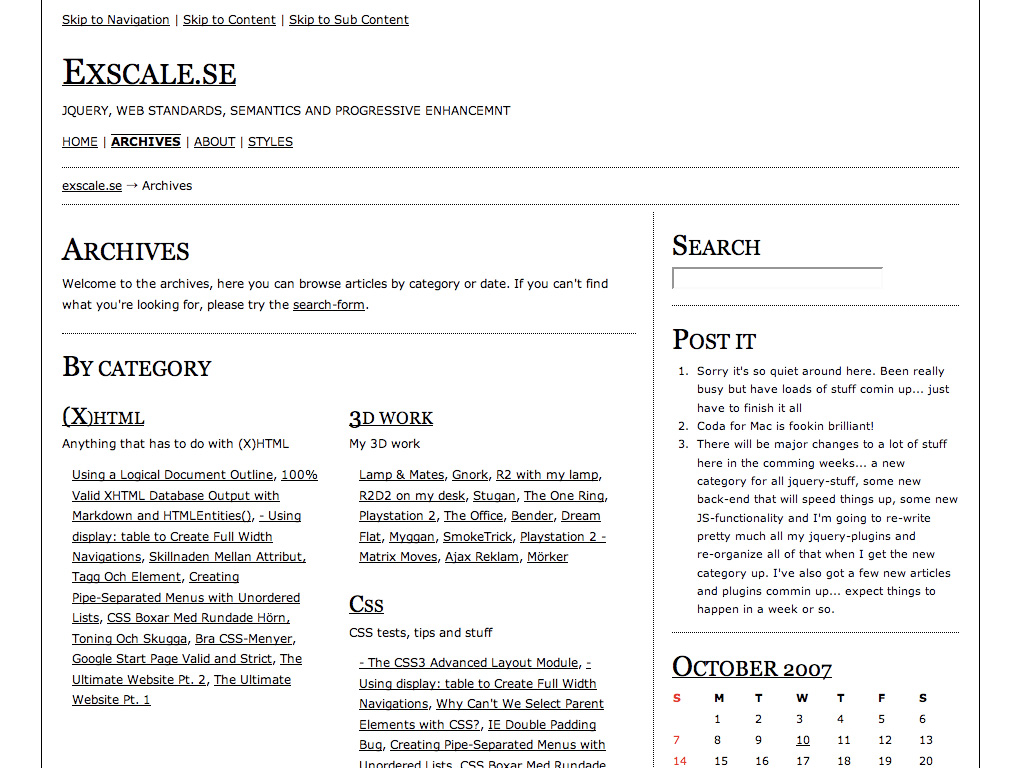 Skip to Navigation | Skip to Content | Skip to Sub Content
Exscale.se
JQUERY, WEB STANDARDS, SEMANTICS AND PROGRESSIVE ENHANCEMNT
HOME | ARCHIVES | ABOUT | STYLES
exscale.se → Archives
Archives
Welcome to the archives, here you can browse articles by category or date. If you can't find
what you're looking for, please try the search-form.
By category
(X)HTML
Anything that has to do with (X)HTML
Using a Logical Document Outline, 100%
Valid XHTML Database Output with
Markdown and HTMLEntities(), - Using
display: table to Create Full Width
Navigations, Skillnaden Mellan Attribut,
Tagg Och Element, Creating
Pipe-Separated Menus with Unordered
Lists, CSS Boxar Med Rundade Hörn,
Toning Och Skugga, Bra CSS-Menyer,
Google Start Page Valid and Strict, The
Ultimate Website Pt. 2, The Ultimate
Website Pt. 1
3D work
My 3D work
Lamp & Mates, Gnork, R2 with my lamp,
R2D2 on my desk, Stugan, The One Ring,
Playstation 2, The Office, Bender, Dream
Flat, Myggan, SmokeTrick, Playstation 2 -
Matrix Moves, Ajax Reklam, Mörker
Css
CSS tests, tips and stuff
- The CSS3 Advanced Layout Module, -
Using display: table to Create Full Width
Navigations, Why Can't We Select Parent
Elements with CSS?, IE Double Padding
Bug, Creating Pipe-Separated Menus with
Unordered Lists, CSS Boxar Med Rundade
Search
Post it
1. Sorry it's so quiet around here. Been really
busy but have loads of stuff comin up... just
have to finish it all
2. Coda for Mac is fookin brilliant!
3. There will be major changes to a lot of stuff
here in the comming weeks... a new
category for all jquery-stuff, some new
back-end that will speed things up, some new
JS-functionality and I'm going to re-write
pretty much all my jquery-plugins and
re-organize all of that when I get the new
category up. I've also got a few new articles
and plugins commin up... expect things to
happen in a week or so.
October 2007
S M T W T F S
1 2 3 4 5 6
7 8 9 10 11 12 13
14 15 16 17 18 19 20